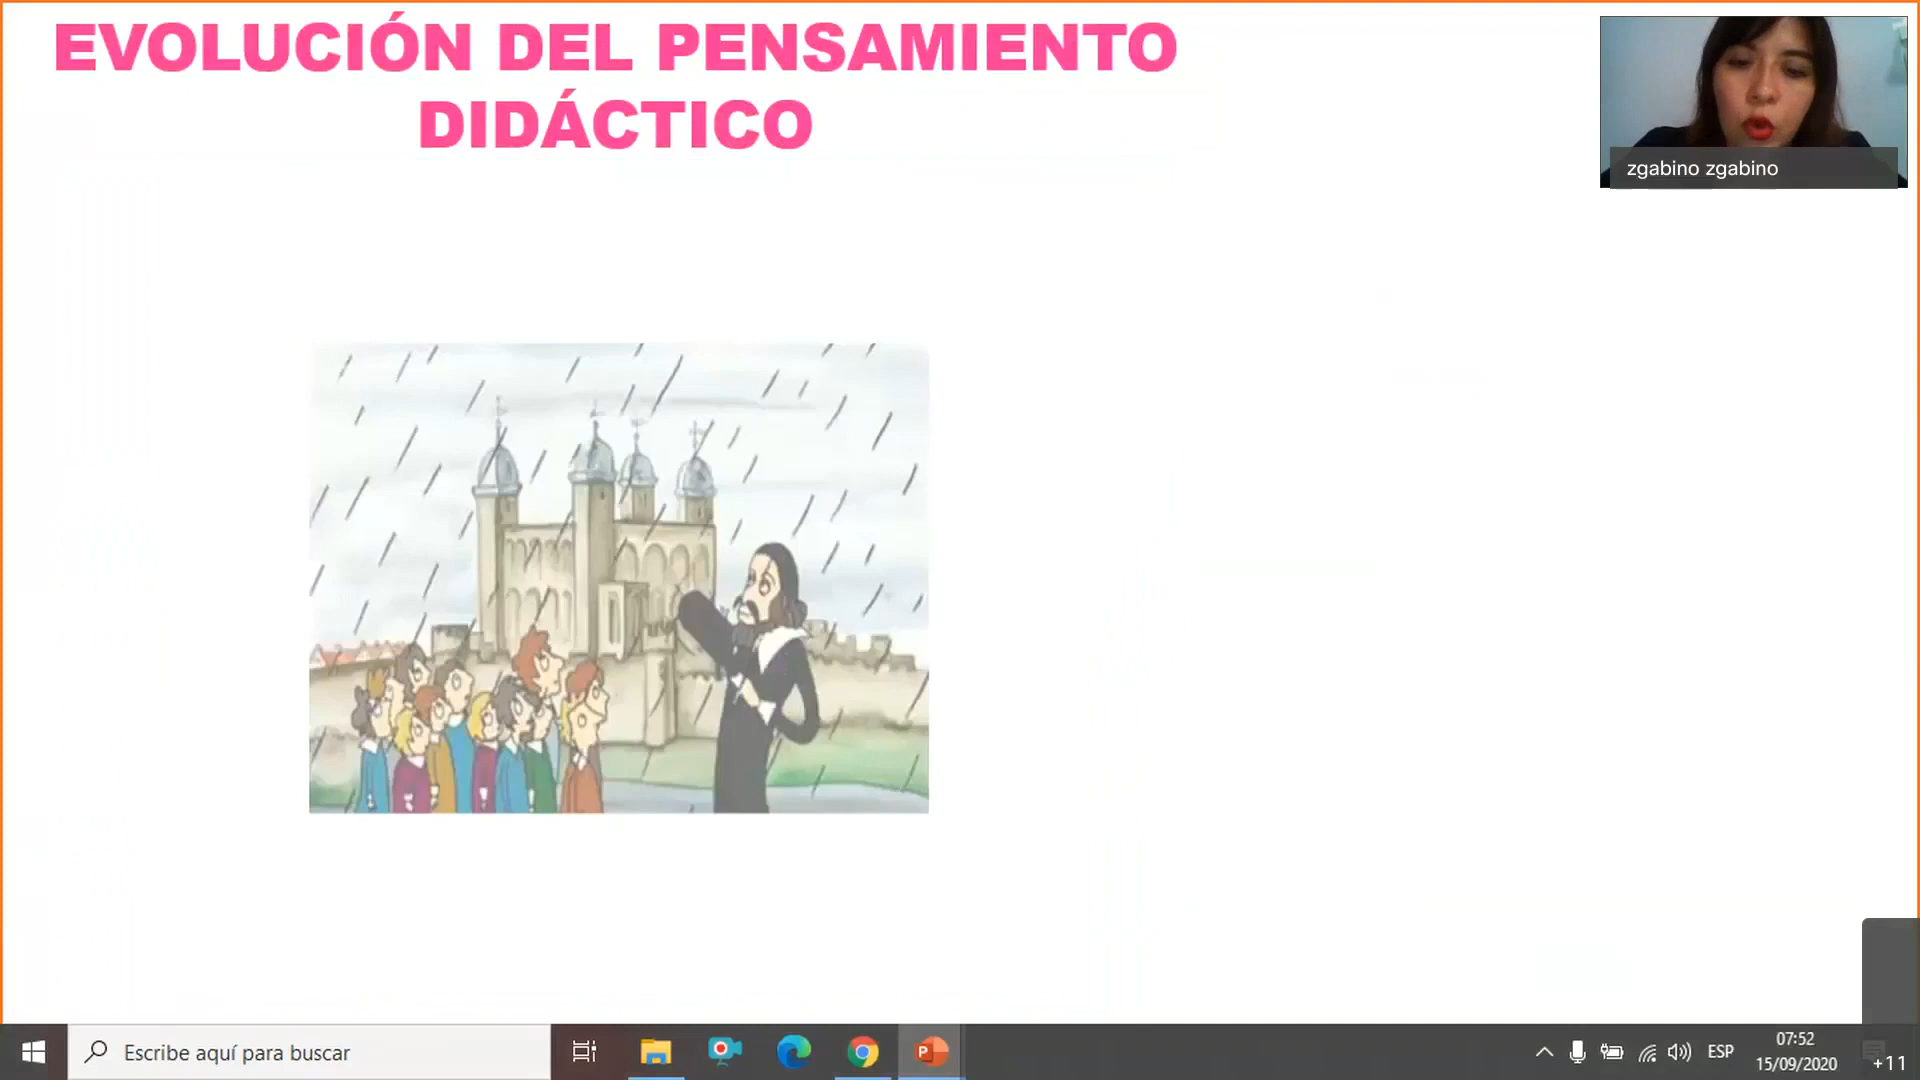 EVOLUCIÓN DEL PENSAMIENTO
DIDÁCTICO
zgabino zgabino
Escribe aquí para buscar
ESP
07:52
15/09/2020
+11